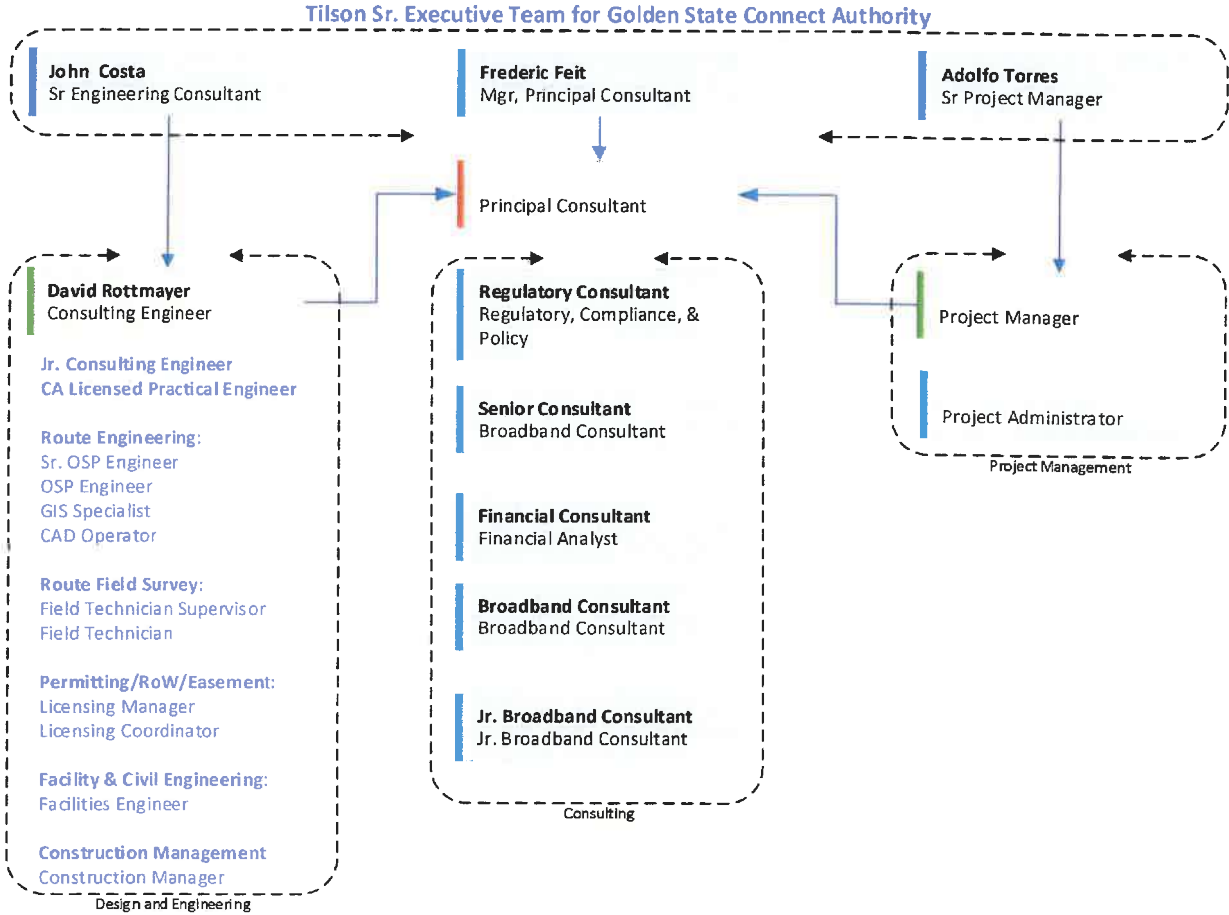 Tilson Sr. Executive Team for Golden State Connect Authority
John Costa
Sr Engineering Consultant
Frederic Feit
Mgr, Principal Consultant
Adolfo Torres
Sr Project Manager
Principal Consultant
David Rottmayer
Consulting Engineer
Jr. Consulting Engineer
CA Licensed Practical Engineer
Route Engineering:
Sr. OSP Engineer
OSP Engineer
GIS Specialist
CAD Operator
Route Field Survey:
Field Technician Supervisor
Field Technician
Permitting/RoW/Easement:
Licensing Manager
Licensing Coordinator
Facility & Civil Engineering:
Facilities Engineer
Construction Management
Construction Manager
Design and Engineering
Regulatory Consultant
Regulatory, Compliance, &
Policy
Senior Consultant
Broadband Consultant
Financial Consultant
Financial Analyst
Broadband Consultant
Broadband Consultant
Jr. Broadband Consultant
Jr. Broadband Consultant
Consulting
Project Manager
Project Administrator
Project Management